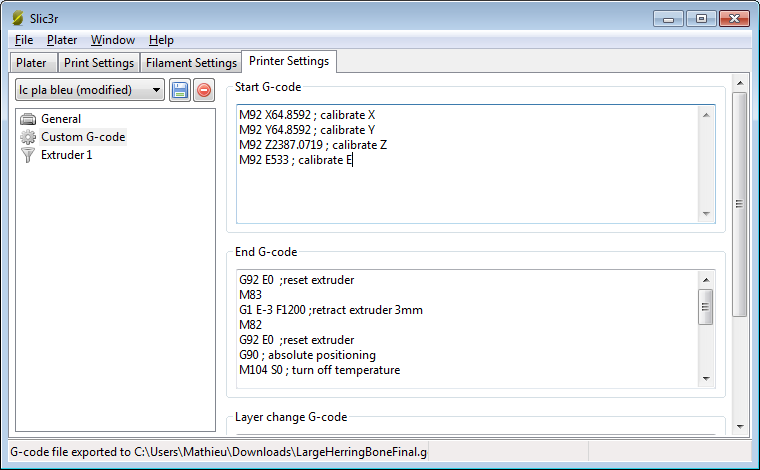 Slic3r
File Plater Window Help
Plater Print Settings Filament Settings Printer Settings
lc pla bleu (modified)
General
Custom G-code
Extruder 1
Start G-code
M92 X64.8592 ; calibrate X
M92 Y64.8592 ; calibrate Y
M92 Z2387.0719 ; calibrate Z
M92 E533 ; calibrate E
End G-code
G92 E0  ;reset extruder
M83
G1 E-3 F1200 ;retract extruder 3mm
M82
G92 E0  ;reset extruder
G90 ; absolute positioning
M104 S0 ; turn off temperature
Layer change G-code
G-code file exported to C:\Users\Mathieu\Downloads\LargeHerringBoneFinal.g